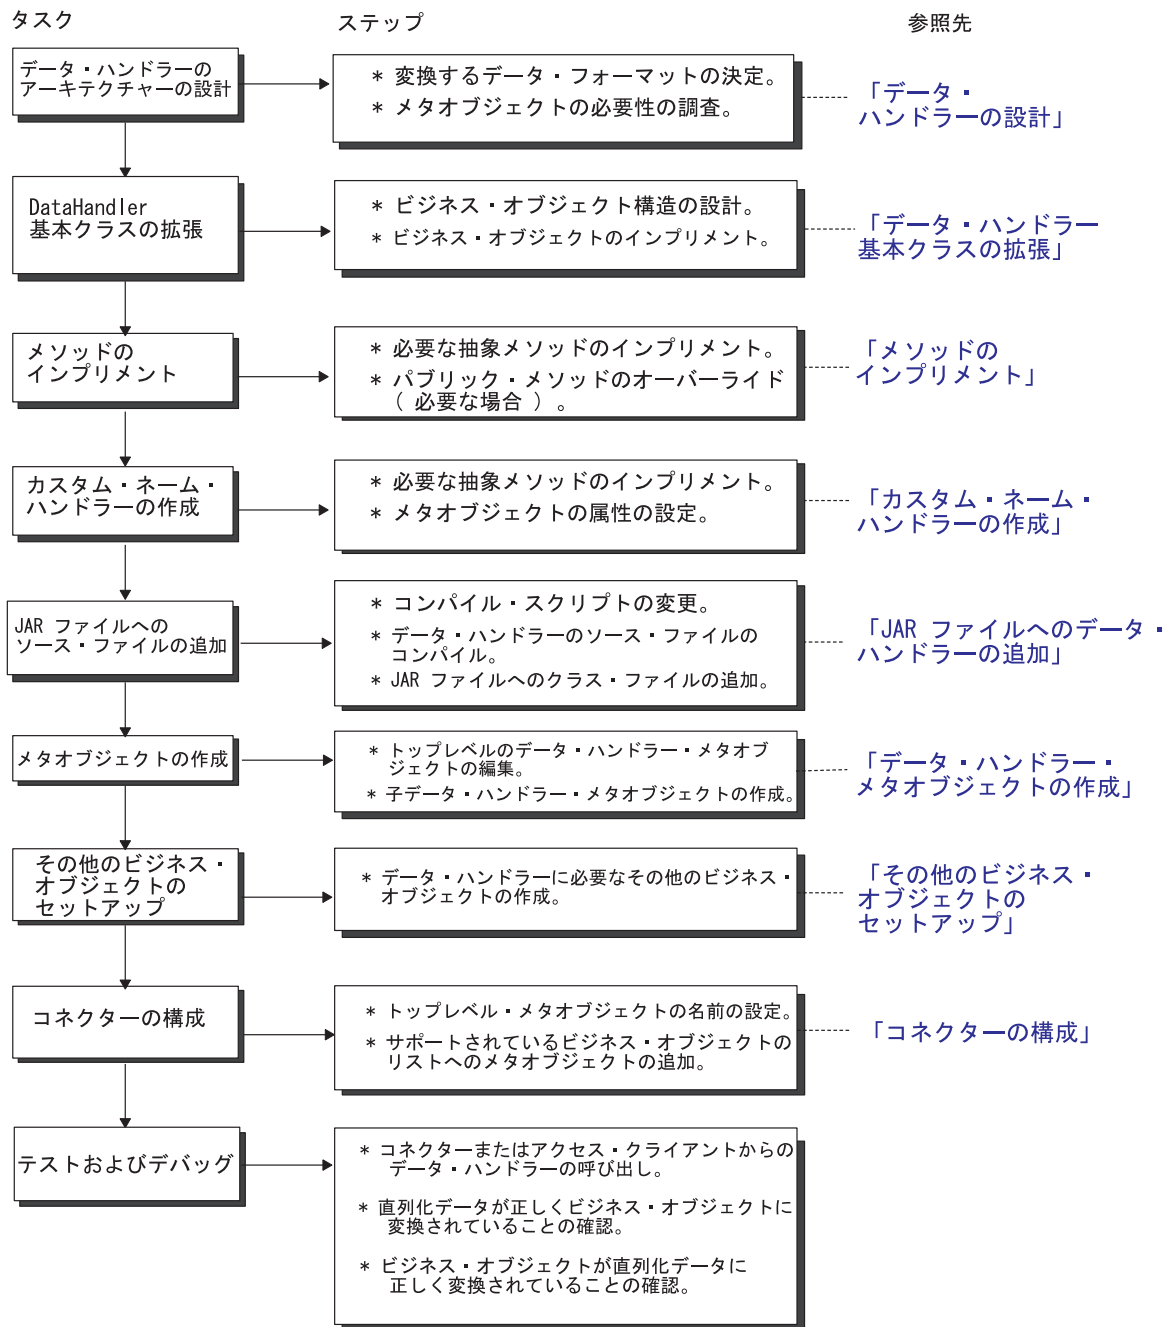 タスク
ステップ
参照先
データ・ハンドラーの
アーキテクチャーの設計
* 変換するデータ・フォーマットの決定。
* メタオブジェクトの必要性の調査。
「データ・
ハンドラーの設計」
DataHandler
基本クラスの拡張
* ビジネス・オブジェクト構造の設計。
* ビジネス・オブジェクトのインプリメント。
「データ・ハンドラー
基本クラスの拡張」
メソッドの
インプリメント
* 必要な抽象メソッドのインプリメント。
* パブリック・メソッドのオーバーライド
( 必要な場合 )。
「メソッドの
インプリメント」
カスタム・ネーム・
ハンドラーの作成
* 必要な抽象メソッドのインプリメント。
* メタオブジェクトの属性の設定。
「カスタム・ネーム・
ハンドラーの作成」
JAR ファイルへの
ソース・ファイルの追加
* コンパイル・スクリプトの変更。
* データ・ハンドラーのソース・ファイルの
コンパイル。
* JAR ファイルへのクラス・ファイルの追加。
「JAR ファイルへのデータ・
ハンドラーの追加」
メタオブジェクトの作成
* トップレベルのデータ・ハンドラー・メタオブ
ジェクトの編集。
* 子データ・ハンドラー・メタオブジェクトの作成。
「データ・ハンドラー・
メタオブジェクトの作成」
その他のビジネス・
オブジェクトの
セットアップ
* データ・ハンドラーに必要なその他のビジネス・
オブジェクトの作成。
「その他のビジネス・
オブジェクトの
セットアップ」
コネクターの構成
* トップレベル・メタオブジェクトの名前の設定。
* サポートされているビジネス・オブジェクトの
リストへのメタオブジェクトの追加。
「コネクターの構成」
テストおよびデバッグ
* コネクターまたはアクセス・クライアントからの
データ・ハンドラーの呼び出し。
* 直列化データが正しくビジネス・オブジェクトに
変換されていることの確認。
* ビジネス・オブジェクトが直列化データに
正しく変換されていることの確認。